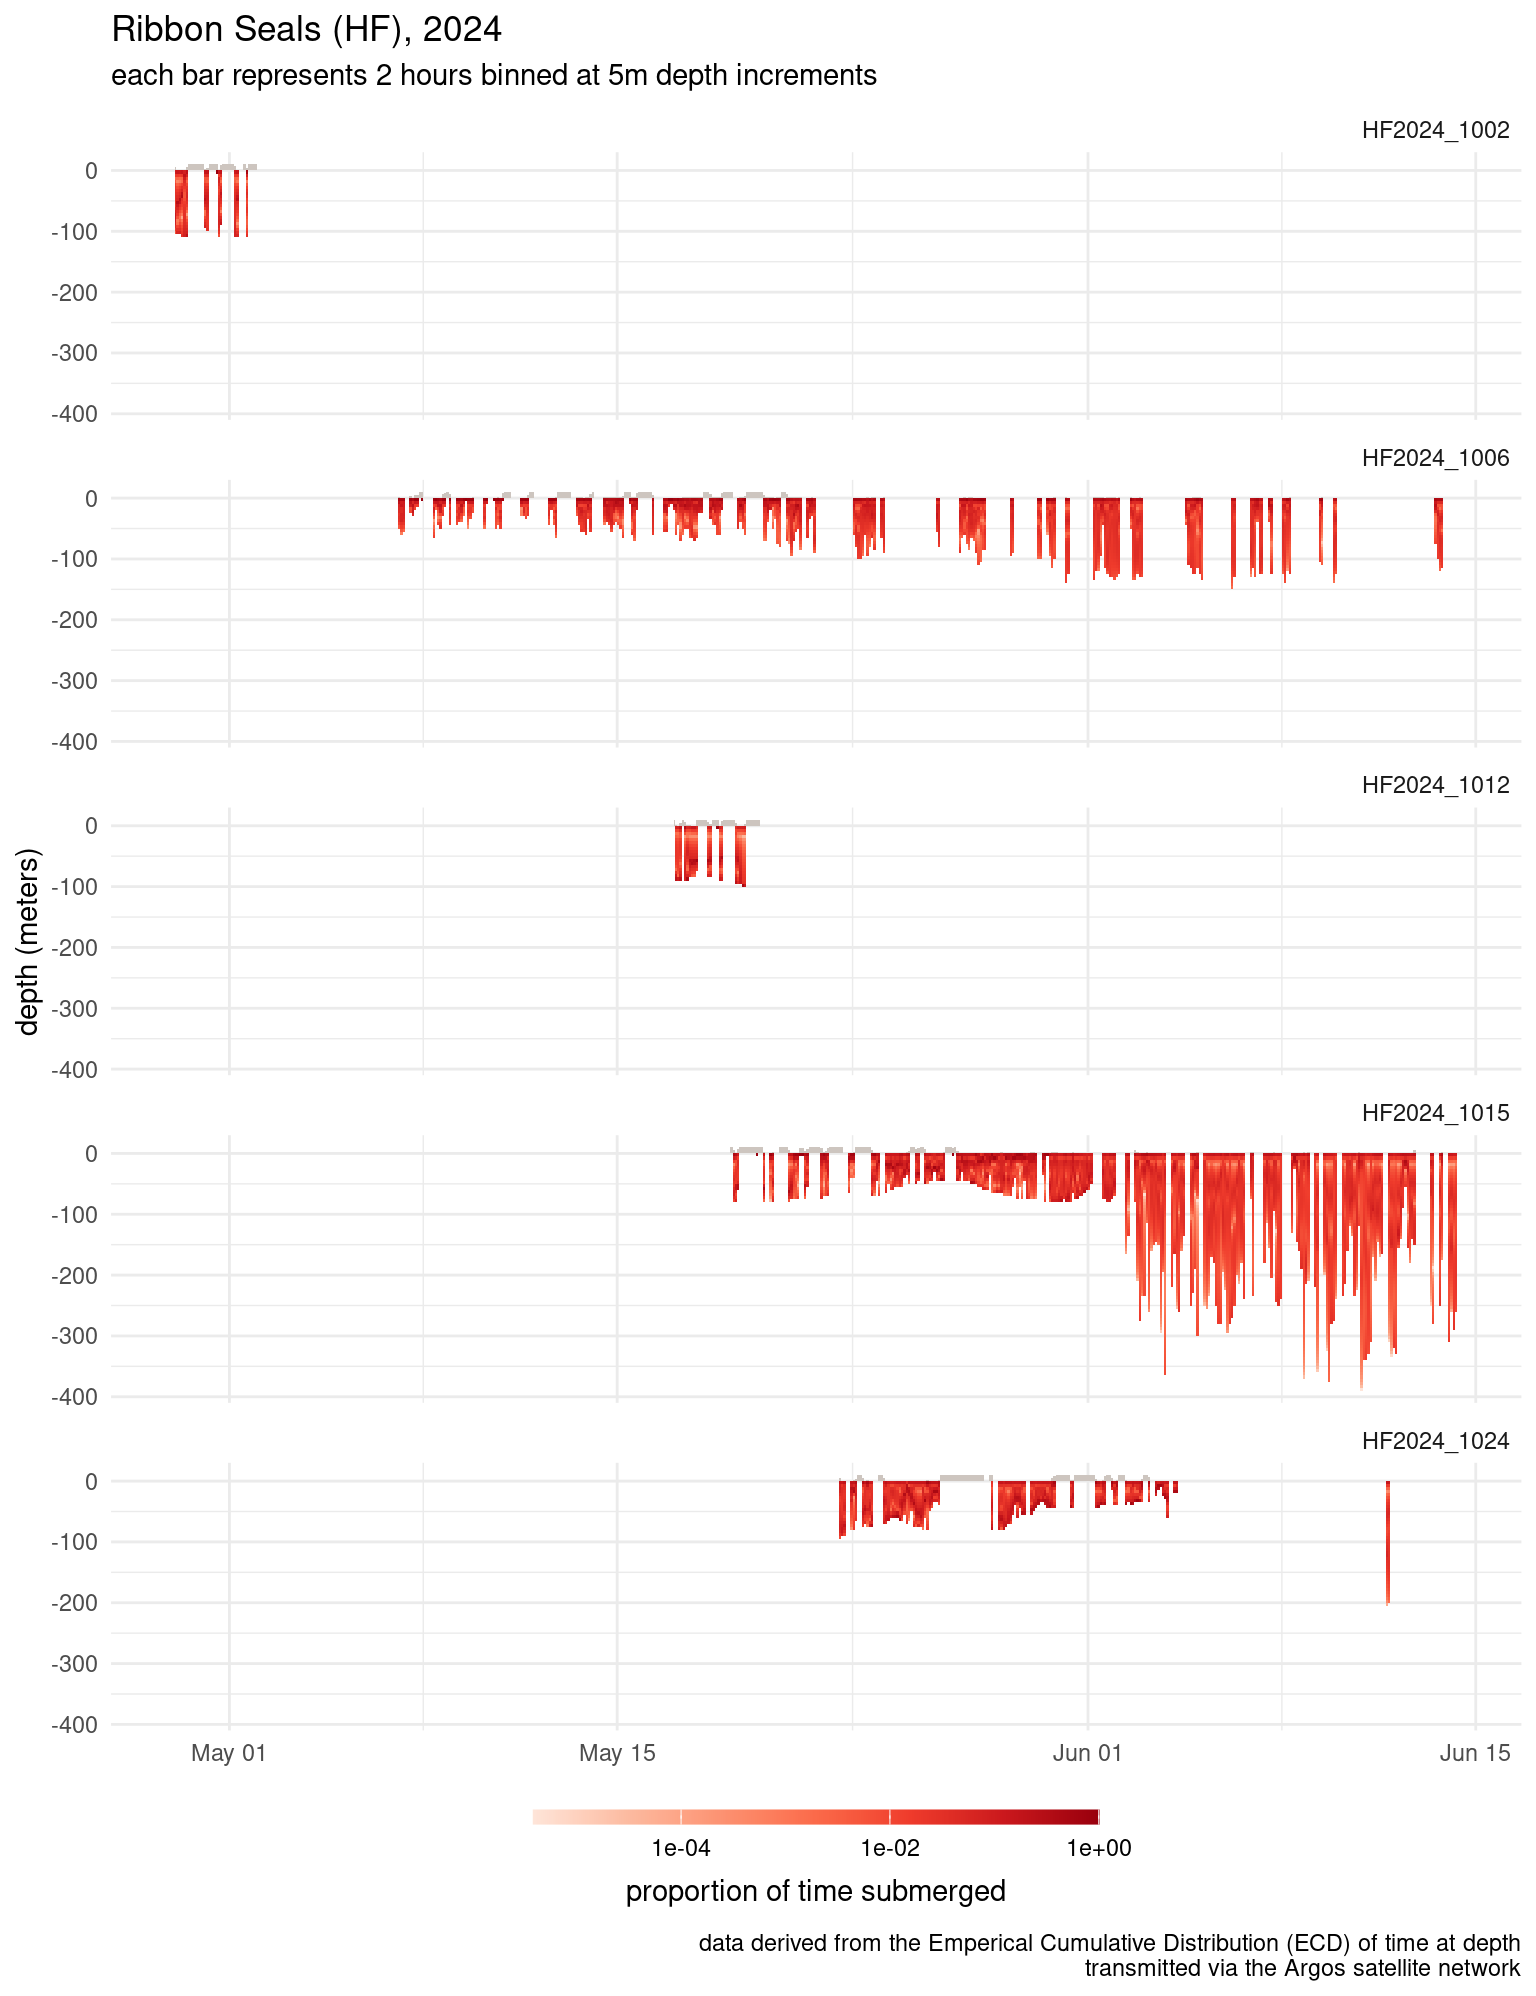 Ribbon Seals (HF), 2024
each bar represents 2 hours binned at 5m depth increments
HF2024_1002
0
-100
-200
-300
-400
HF2024_1006
0
-100
-200
-300
-400
HF2024_1012
0
-100
-200
-300
-400
depth (meters)
HF2024_1015
0
-100
-200
-300
-400
HF2024_1024
0
-100
-200
-300
-400
May 01 May 15 Jun 01 Jun 15
1e-04 1e-02 1e+00
proportion of time submerged
data derived from the Emperical Cumulative Distribution (ECD) of time at depth
transmitted via the Argos satellite network